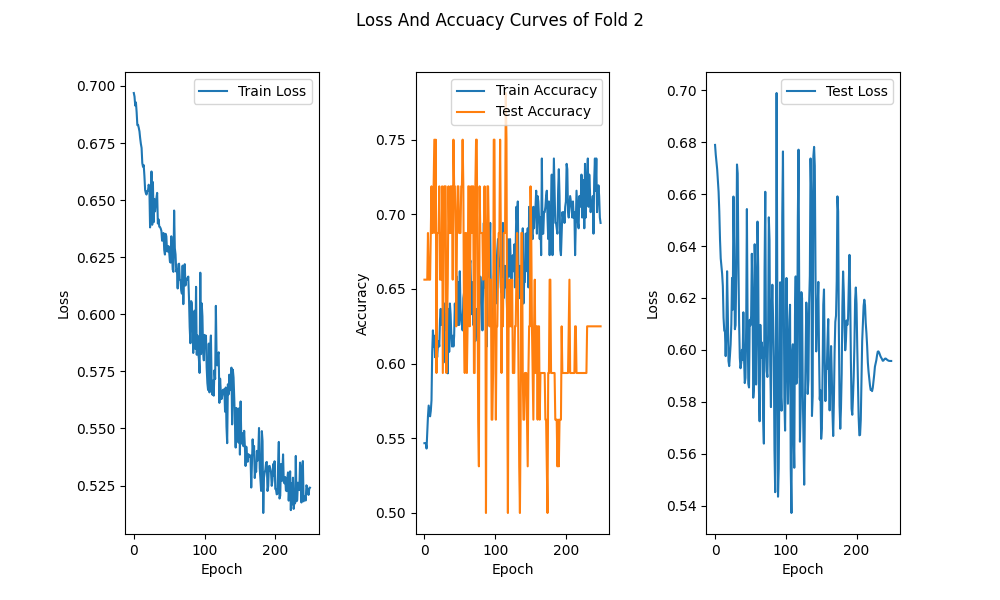 Loss And Accuacy Curves of Fold 2
Train Loss
0.700
0.675
0.650
0.625
0.600
0.575
0.550
0.525
Loss
0
100
200
Epoch
Train Accuracy
Test Accuracy
0.75
0.70
0.65
0.60
0.55
0.50
Accuracy
0
100
200
Epoch
Test Loss
0.70
0.68
0.66
0.64
0.62
0.60
0.58
0.56
0.54
Loss
0
100
200
Epoch